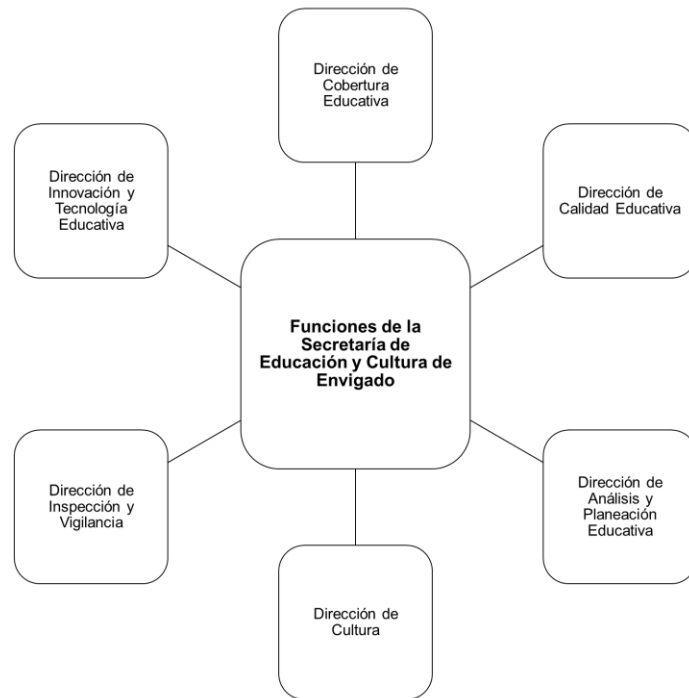 Dirección de
Cobertura
Educativa
Dirección de
Innovación y
Tecnología
Educativa
Dirección de
Calidad Educativa
Funciones de la
Secretaría de
Educación y Cultura de
Envigado
Dirección de
Inspección y
Vigilancia
Dirección de
Análisis y
Planeación
Educativa
Dirección de
Cultura